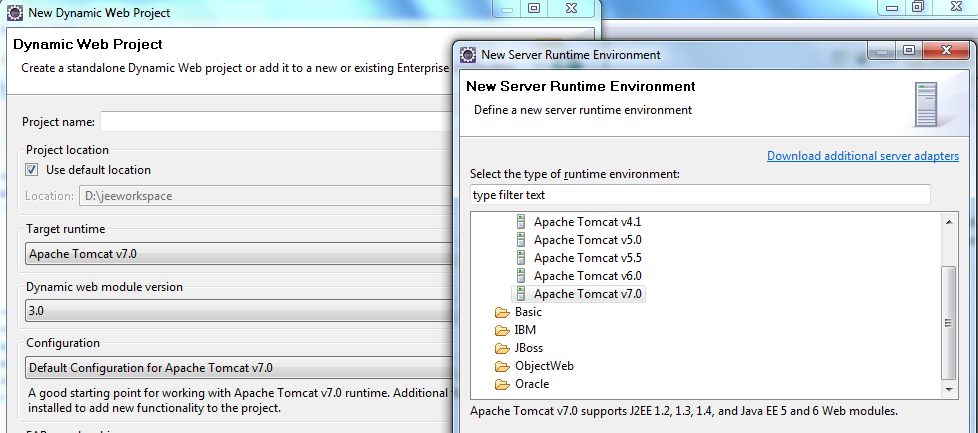 New Dynamic Web Project
Dynamic Web Project
Create a standalone Dynamic Web project or add it to a new or existing Enterprise
Project name:
Project location
Use default location
Location: D:\jeeworkspace
Target runtime
Apache Tomcat v7.0
Dynamic web module version
3.0
Configuration
Default Configuration for Apache Tomcat v7.0
A good starting point for working with Apache Tomcat v7.0 runtime. Additional
installed to add new functionality to the project.
New Server Runtime Environment
New Server Runtime Environment
Define a new server runtime environment
Download additional server adapters
Select the type of runtime environment:
type filter text
Apache Tomcat v4.1
Apache Tomcat v5.0
Apache Tomcat v5.5
Apache Tomcat v6.0
Apache Tomcat v7.0
Basic
IBM
JBoss
ObjectWeb
Oracle
Apache Tomcat v7.0 supports J2EE 1.2, 1.3, 1.4, and Java EE 5 and 6 Web modules.